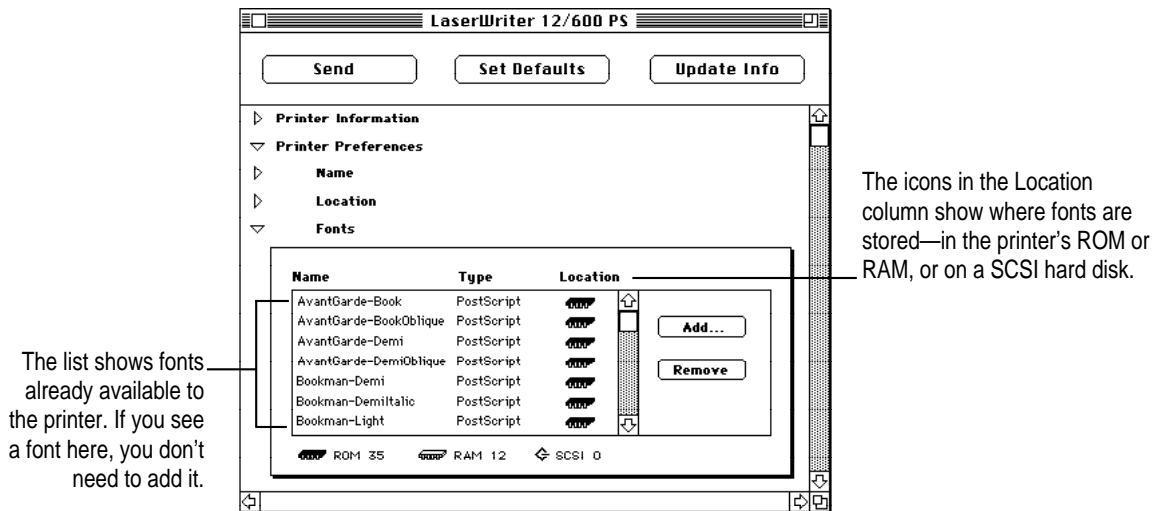 LaserWriter 12/600 PS
Send Set Defaults Update Info
Printer Information
Printer Preferences
Name
Location
Fonts
Name Type Location
AvantGarde-Book PostScript
AvantGarde-BookOblique PostScript
AvantGarde-Demi PostScript
AvantGarde-DemiOblique PostScript
Bookman-Demi PostScript
Bookman-DemiItalic PostScript
Bookman-Light PostScript
Add...
Remove
ROM 35 RAM 12 SCSI 0
The icons in the Location
column show where fonts are
stored—in the printer's ROM or
RAM, or on a SCSI hard disk.
The list shows fonts
already available to
the printer. If you see
a font here, you don't
need to add it.